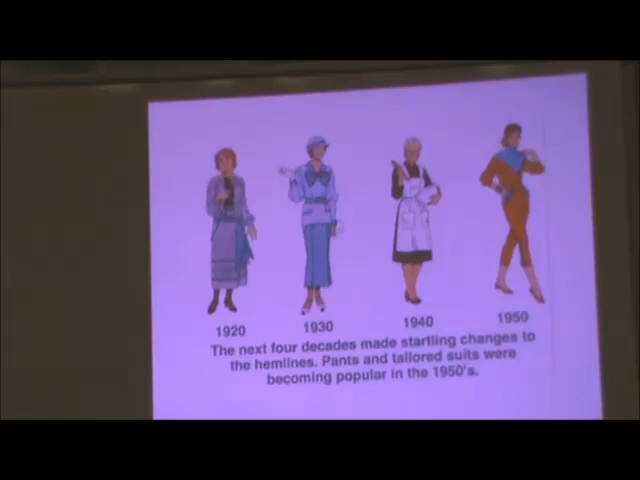 1920
1930
1940
1950
The next four decades made startling changes to
the hemlines. Pants and tailored suits were
becoming popular in the 1950's.